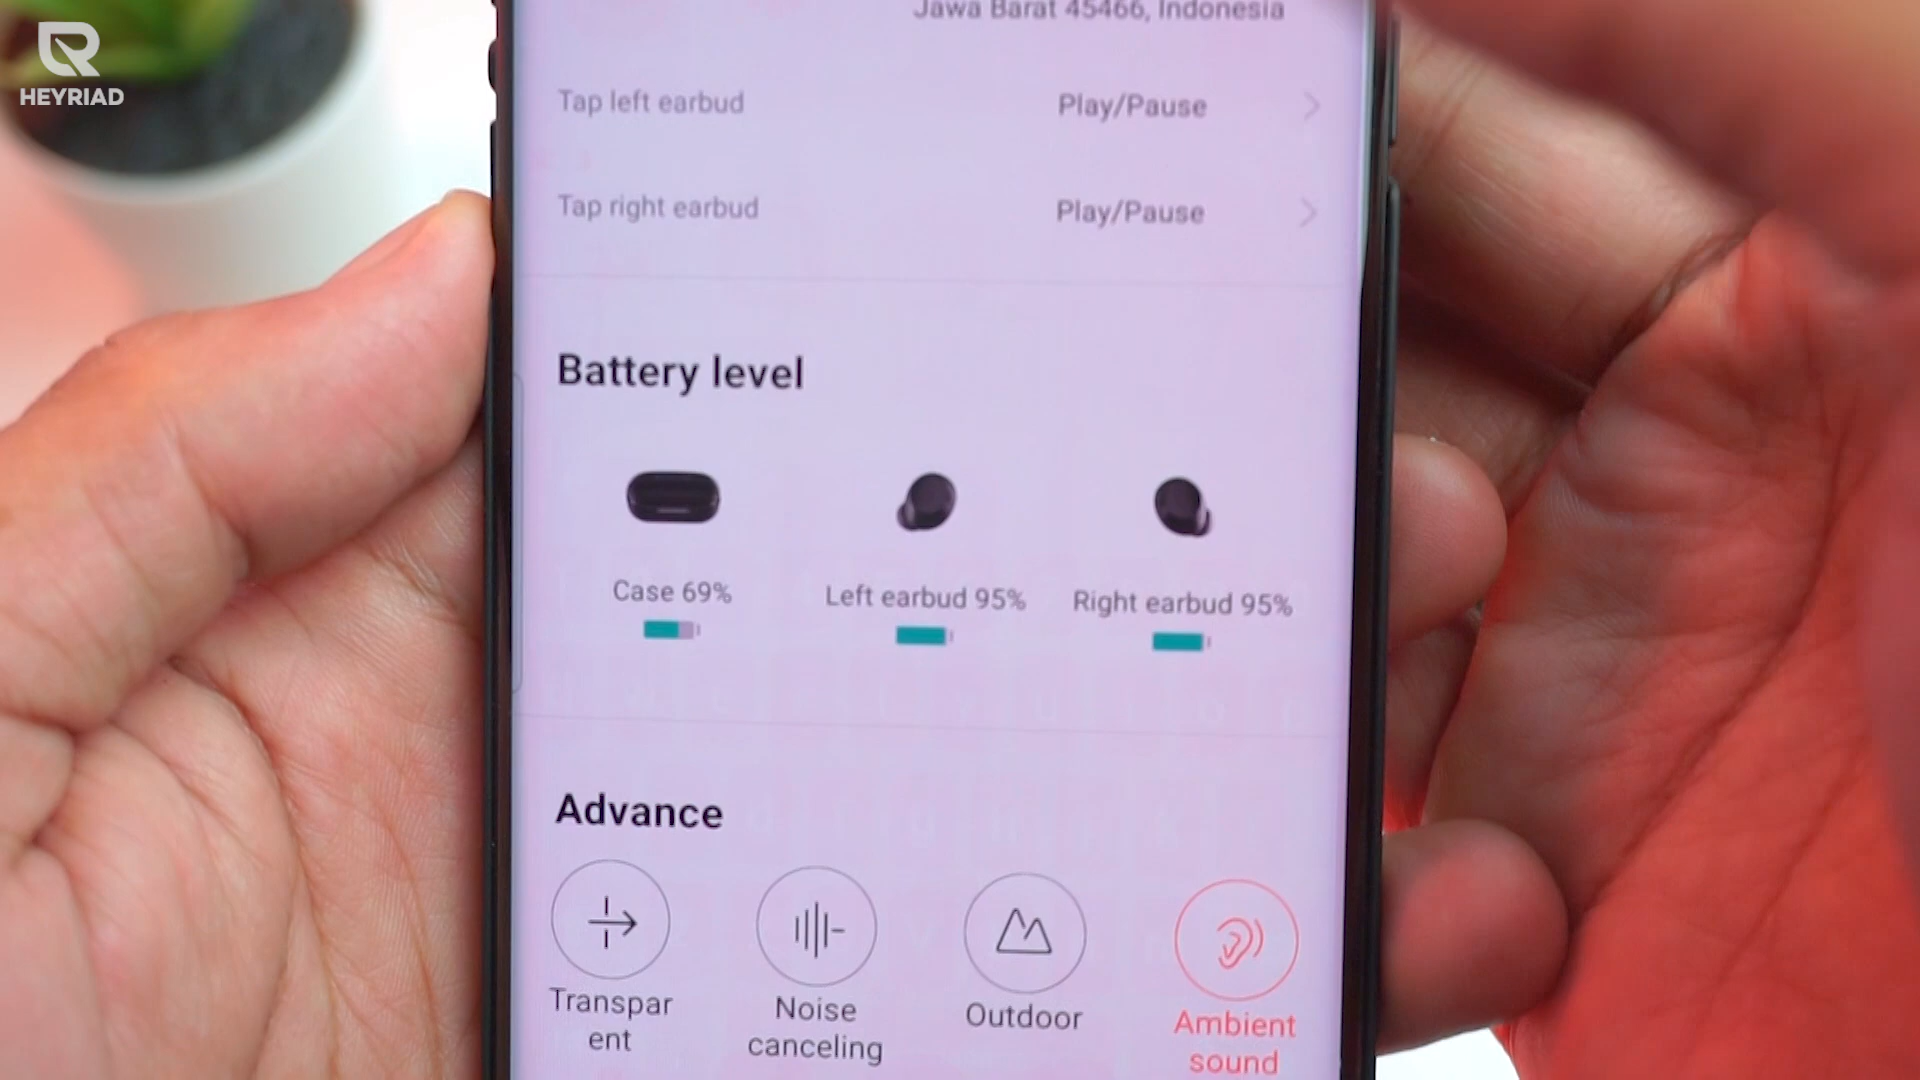 HEYRIAD
Jawa Barat 45466, Indonesia
Tap left earbud Play/Pause
Tap right earbud Play/Pause
Battery level
Case 69% Left earbud 95% Right earbud 95%
Advance
Transpar
ent
Noise
canceling
Outdoor
Ambient
sound